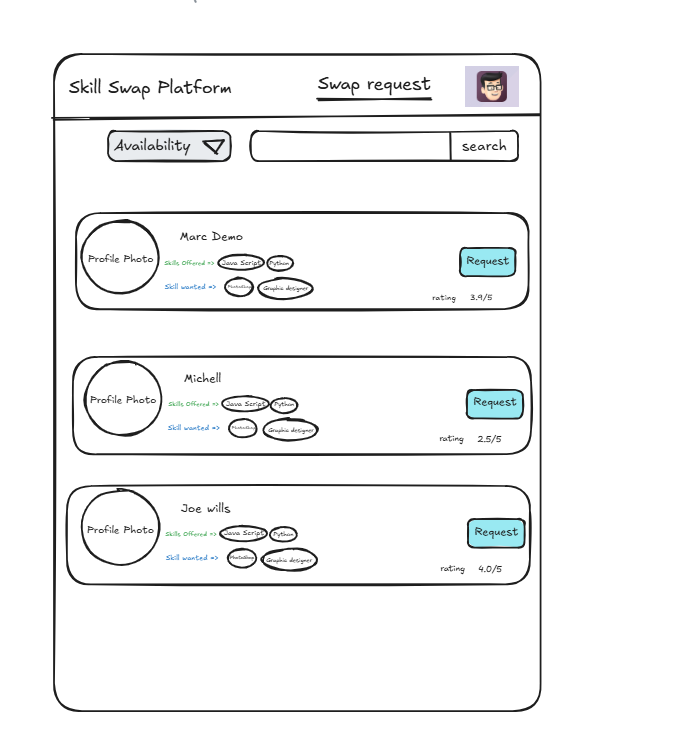 Skill Swap Platform
Swap request
Availability
search
Marc Demo
Profile Photo
Skills Offered => Java Script Python
Request
Skill wanted => PhotoShop Graphic designer
rating 3.9/5
Michell
Profile Photo
Skills Offered => Java Script Python
Request
Skill wanted => PhotoShop Graphic designer
rating 2.5/5
Joe wills
Profile Photo
Skills Offered => Java Script Python
Request
Skill wanted => PhotoShop Graphic designer
rating 4.0/5